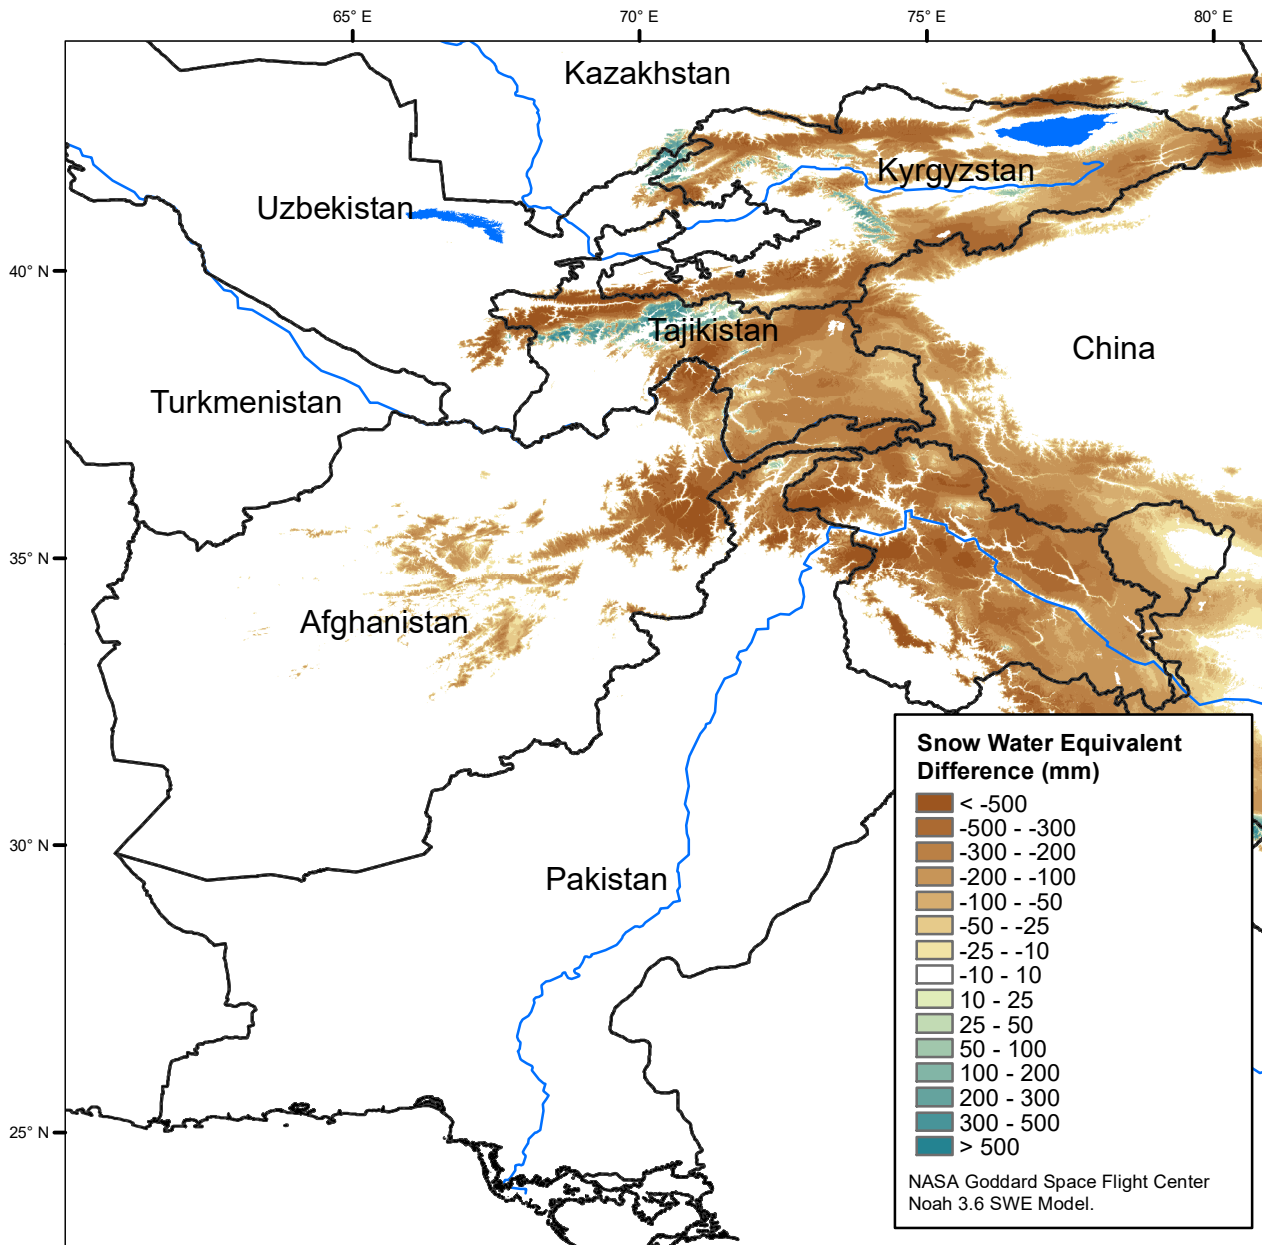 65° E
70° E
75° E
80° E
Kazakhstan
Kyrgyzstan
Uzbekistan
40° N
Tajikistan
China
Turkmenistan
35° N
Afghanistan
Snow Water Equivalent
Difference (mm)
< -500
-500 - -300
-300 - -200
-200 - -100
-100 - -50
-50 - -25
-25 - -10
-10 - 10
10 - 25
25 - 50
50 - 100
100 - 200
200 - 300
300 - 500
> 500
NASA Goddard Space Flight Center
Noah 3.6 SWE Model.
30° N
Pakistan
25° N